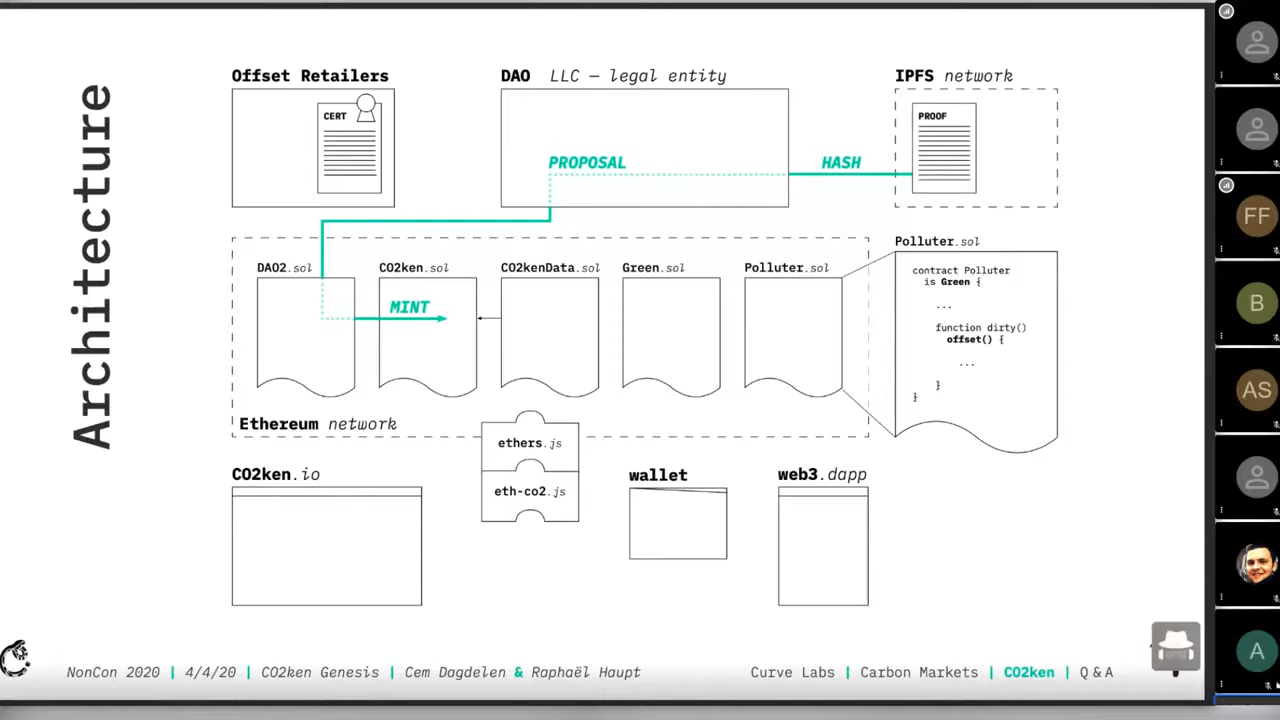 Architecture
Offset Retailers
CERT
DAO LLC — legal entity
PROPOSAL
HASH
IPFS network
PROOF
DAO2.sol
CO2ken.sol
CO2kenData.sol
Green.sol
Polluter.sol
MINT
Ethereum network
Polluter.sol
contract Polluter
is Green {
...
function dirty()
offset() {
...
}
}
ethers.js
eth-co2.js
CO2ken.io
wallet
web3.dapp
NonCon 2020 | 4/4/20 | CO2ken Genesis | Cem Dagdelen & Raphaël Haupt
Curve Labs | Carbon Markets | CO2ken | Q & A
FF
B
AS
A